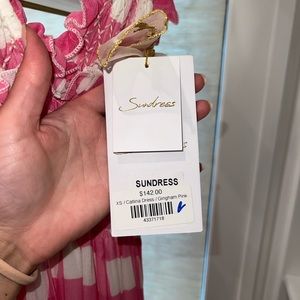 Sundress
SUNDRESS
$142.00
XS / Catlina Dress / Gingham Pink
43371718